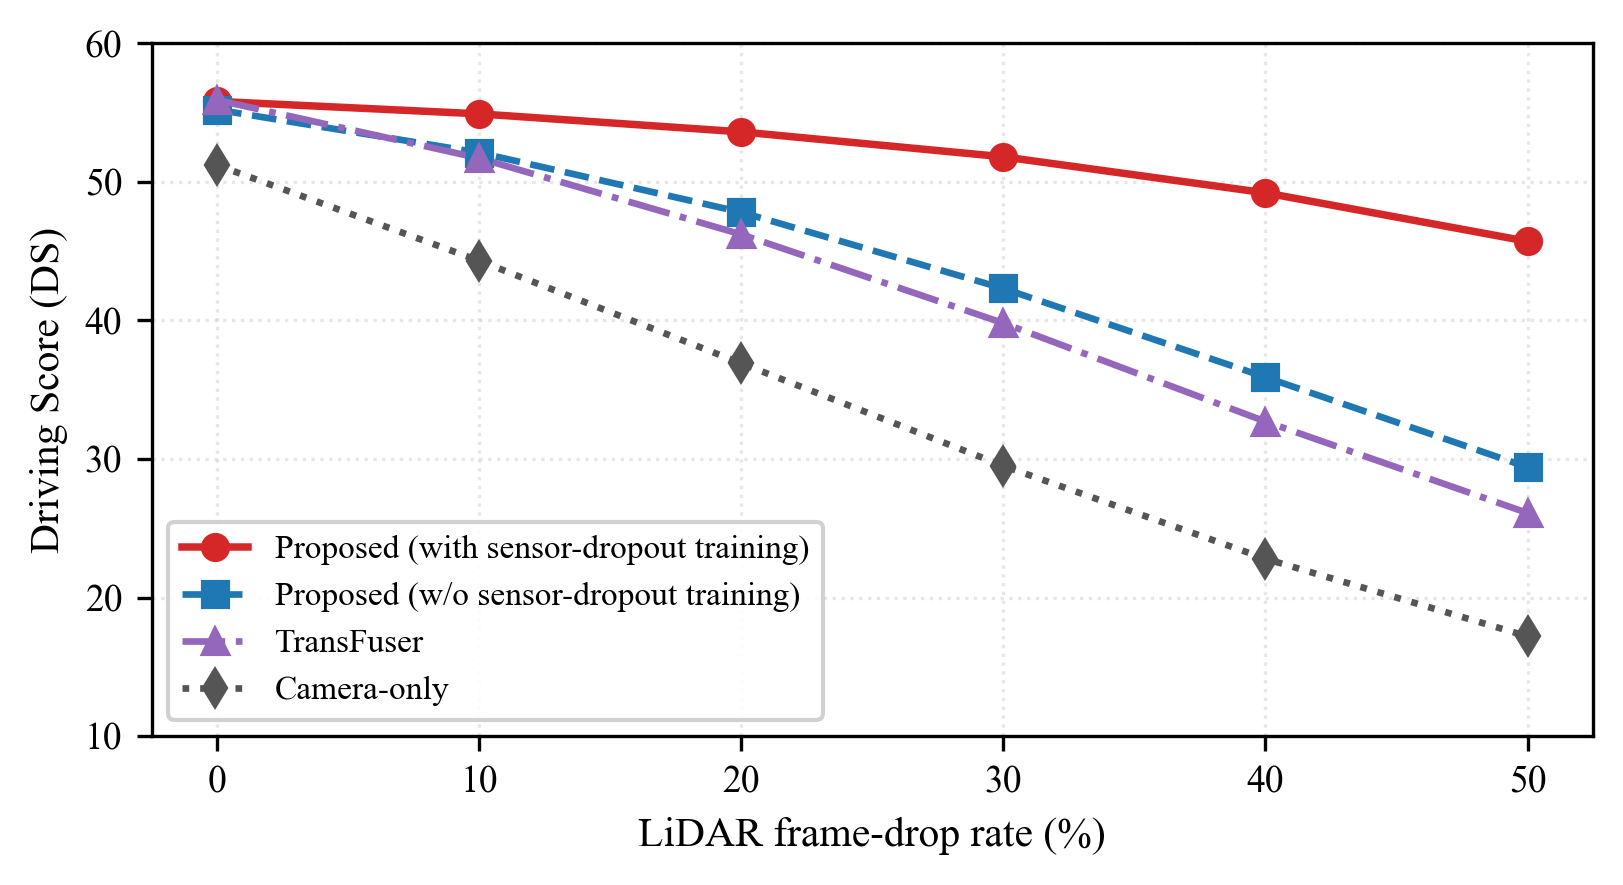 60
50
40
30
20
10
Driving Score (DS)
Proposed (with sensor-dropout training)
Proposed (w/o sensor-dropout training)
TransFuser
Camera-only
0 10 20 30 40 50
LiDAR frame-drop rate (%)